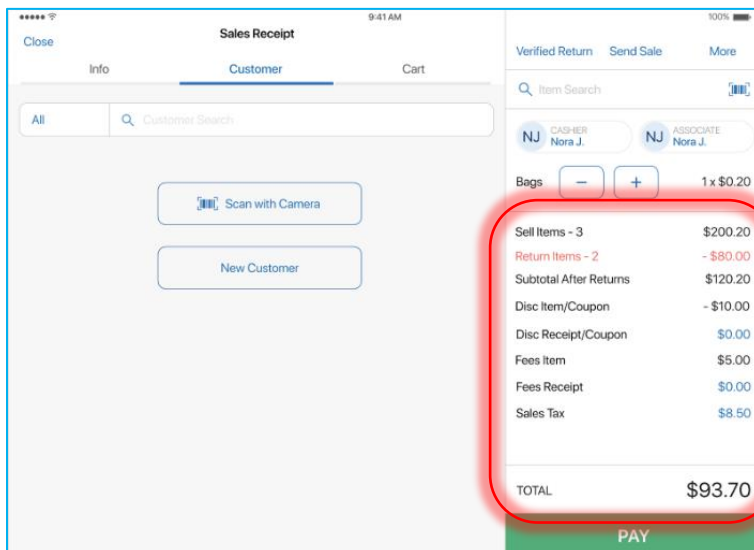 9:41 AM
100%
Close
Sales Receipt
Verified Return Send Sale More
Info Customer Cart
Item Search
All Customer Search
NJ CASHIER Nora J. NJ ASSOCIATE Nora J.
Bags − + 1 x $0.20
Scan with Camera
New Customer
Sell Items - 3 $200.20
Return Items - 2 - $80.00
Subtotal After Returns $120.20
Disc Item/Coupon - $10.00
Disc Receipt/Coupon $0.00
Fees Item $5.00
Fees Receipt $0.00
Sales Tax $8.50
TOTAL $93.70
PAY